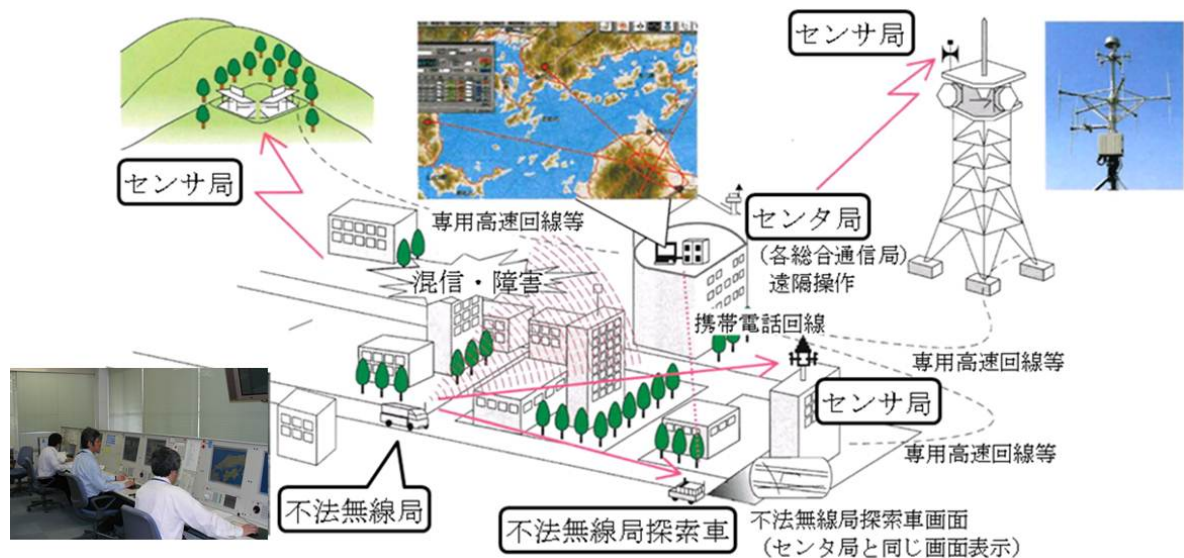 センサ局
センサ局
専用高速回線等
センタ局
(各総合通信局)
遠隔操作
混信・障害
携帯電話回線
専用高速回線等
センサ局
専用高速回線等
不法無線局
不法無線局探索車
不法無線局探索車画面
(センタ局と同じ画面表示)